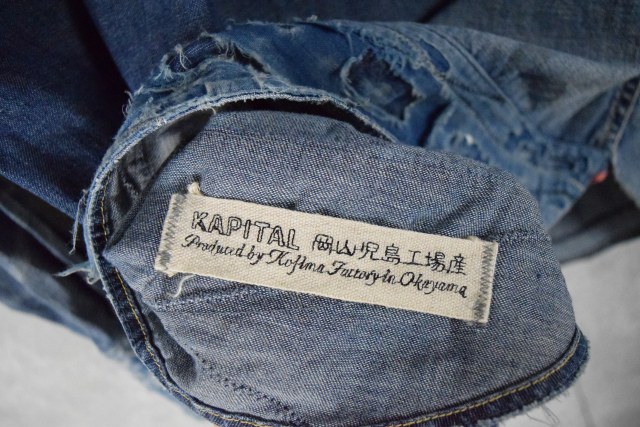 KAPITAL 岡山児島工場産
Produced by Kojima Factory in Okayama